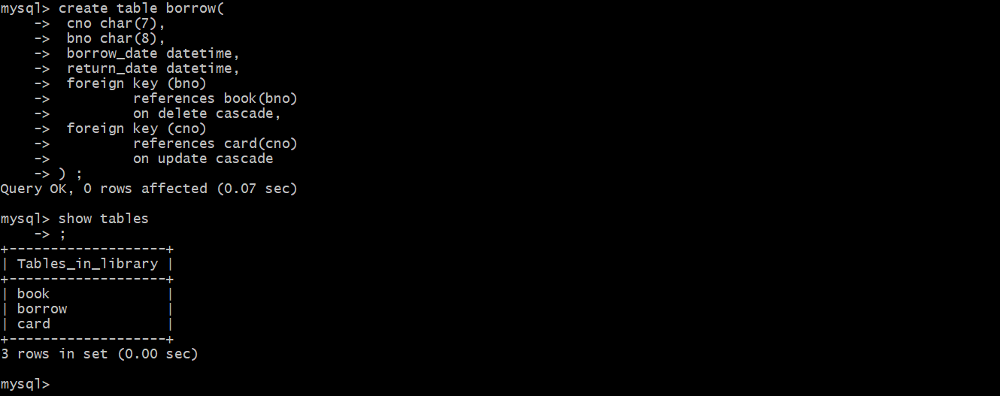 mysql> create table borrow(
    ->  cno char(7),
    ->  bno char(8),
    ->  borrow_date datetime,
    ->  return_date datetime,
    ->  foreign key (bno)
    ->          references book(bno)
    ->          on delete cascade,
    ->  foreign key (cno)
    ->          references card(cno)
    ->          on update cascade
    -> ) ;
Query OK, 0 rows affected (0.07 sec)
mysql> show tables
    -> ;
+-------------------+
| Tables_in_library |
+-------------------+
| book              |
| borrow            |
| card              |
+-------------------+
3 rows in set (0.00 sec)
mysql>